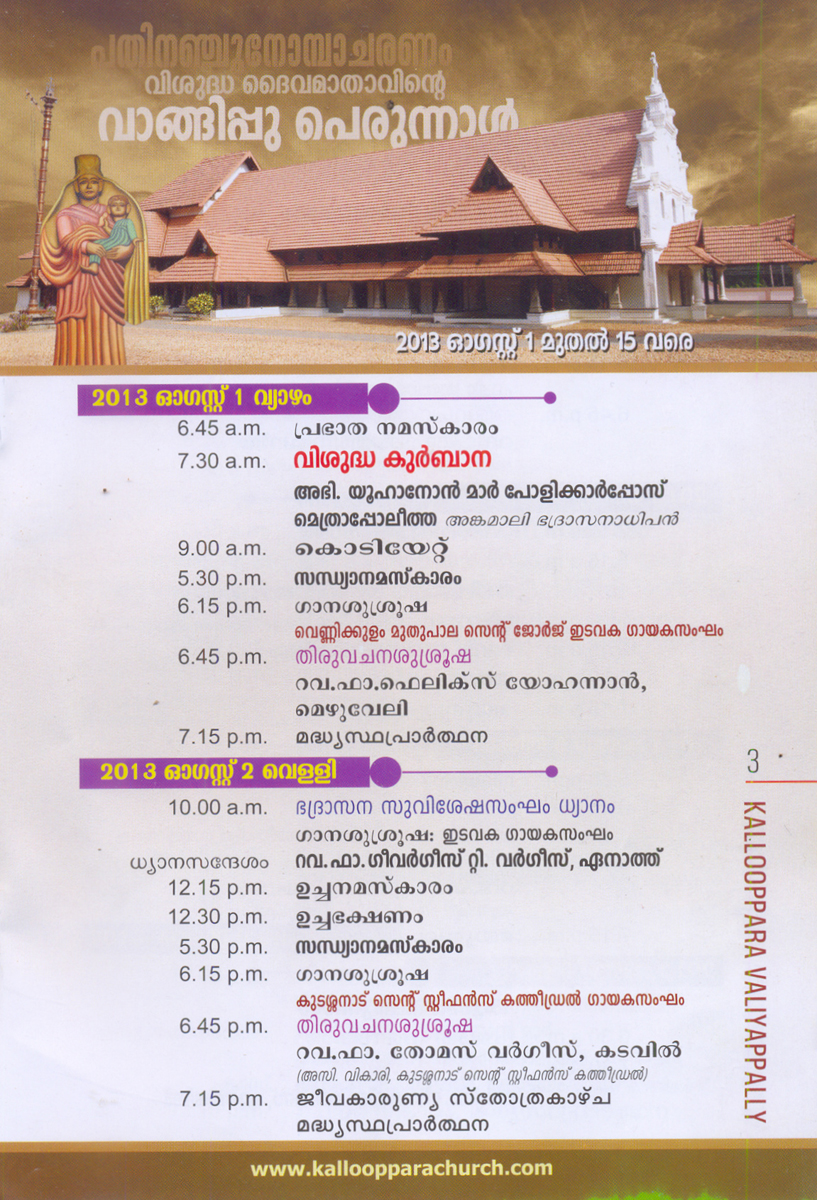 പതിനഞ്ചുനോമ്പാചരണം
വിശുദ്ധ ദൈവമാതാവിന്റെ
വാങ്ങിപ്പു പെരുന്നാൾ
2013 ഓഗസ്റ്റ് 1 മുതൽ 15 വരെ
2013 ഓഗസ്റ്റ് 1 വ്യാഴം
6.45 a.m. പ്രഭാത നമസ്കാരം
7.30 a.m. വിശുദ്ധ കുർബാന
അഭി. യൂഹാനോൻ മാർ പോളിക്കാർപ്പോസ്
മെത്രാപ്പോലീത്ത അങ്കമാലി ഭദ്രാസനാധിപൻ
9.00 a.m. കൊടിയേറ്റ്
5.30 p.m. സന്ധ്യാനമസ്കാരം
6.15 p.m. ഗാനശുശ്രൂഷ
വെണ്ണിക്കുളം മുതുപാല സെന്റ് ജോർജ് ഇടവക ഗായകസംഘം
6.45 p.m. തിരുവചനശുശ്രൂഷ
റവ.ഫാ.ഫെലിക്സ് യോഹന്നാൻ,
മെഴുവേലി
7.15 p.m. മദ്ധ്യസ്ഥപ്രാർത്ഥന
2013 ഓഗസ്റ്റ് 2 വെള്ളി
10.00 a.m. ഭദ്രാസന സുവിശേഷസംഘം ധ്യാനം
ഗാനശുശ്രൂഷ: ഇടവക ഗായകസംഘം
ധ്യാനസന്ദേശം റവ.ഫാ.ഗീവർഗീസ് റ്റി. വർഗീസ്, ഏനാത്ത്
12.15 p.m. ഉച്ചനമസ്കാരം
12.30 p.m. ഉച്ചഭക്ഷണം
5.30 p.m. സന്ധ്യാനമസ്കാരം
6.15 p.m. ഗാനശുശ്രൂഷ
കുടശ്ശനാട് സെന്റ് സ്റ്റീഫൻസ് കത്തീഡ്രൽ ഗായകസംഘം
6.45 p.m. തിരുവചനശുശ്രൂഷ
റവ.ഫാ. തോമസ് വർഗീസ്, കടവിൽ
(അസി. വികാരി, കുടശ്ശനാട് സെന്റ് സ്റ്റീഫൻസ് കത്തീഡ്രൽ)
7.15 p.m. ജീവകാരുണ്യ സ്തോത്രകാഴ്ച
മദ്ധ്യസ്ഥപ്രാർത്ഥന
3
KALLOOPPARA VALIYAPPALLY
www.kalloopparachurch.com